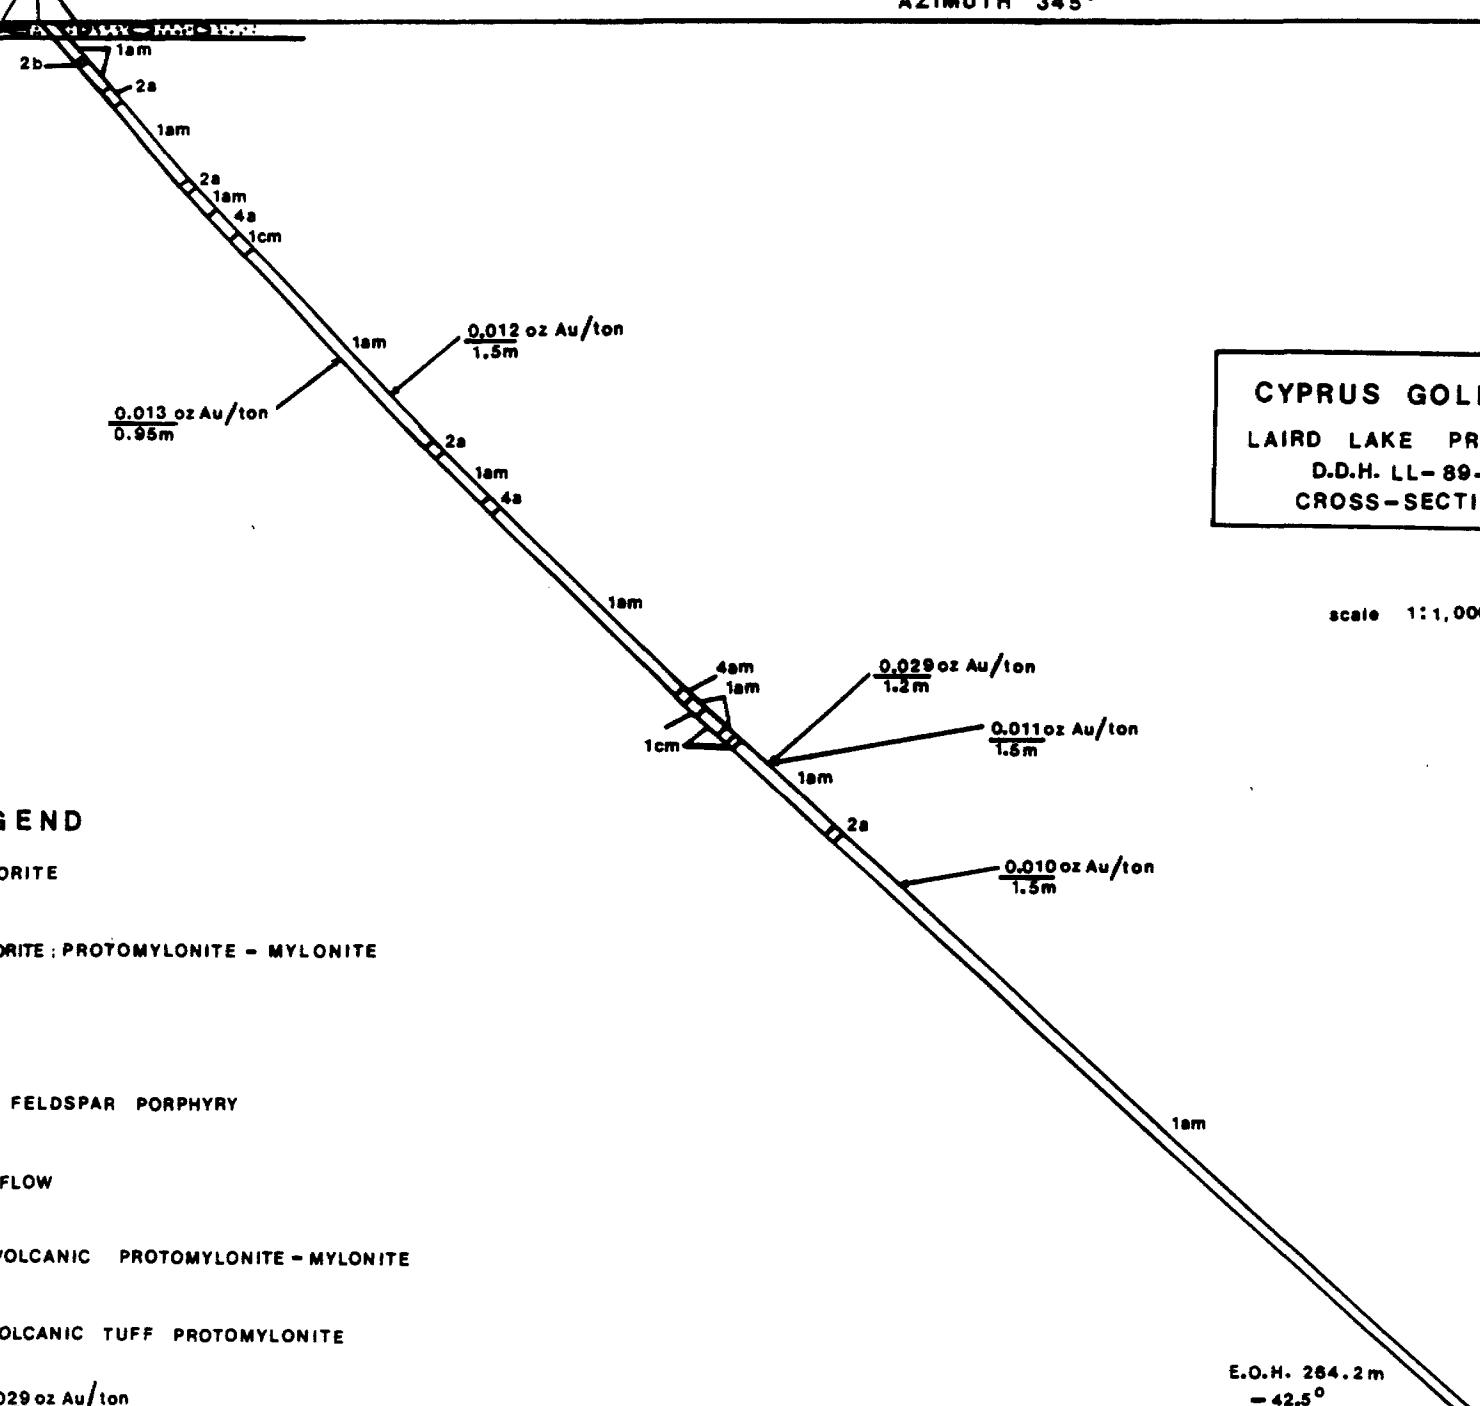 AZIMUTH 345°
1am
2b
2a
1am
2a
1am
4a
1cm
1am
0.012 oz Au/ton
1.5m
0.013 oz Au/ton
0.95m
2a
1am
4a
CYPRUS GOL
LAIRD LAKE PR
D.D.H. LL-89-
CROSS-SECTI
scale 1:1,00
1am
4am
1am
1cm
0.029 oz Au/ton
1.2m
0.011 oz Au/ton
1.5m
1am
2a
0.010 oz Au/ton
1.5m
GEND
ORITE
ORITE; PROTOMYLONITE - MYLONITE
FELDSPAR PORPHYRY
FLOW
VOLCANIC PROTOMYLONITE - MYLONITE
OLCANIC TUFF PROTOMYLONITE
029 oz Au/ton
1am
E.O.H. 264.2m
-42.5°